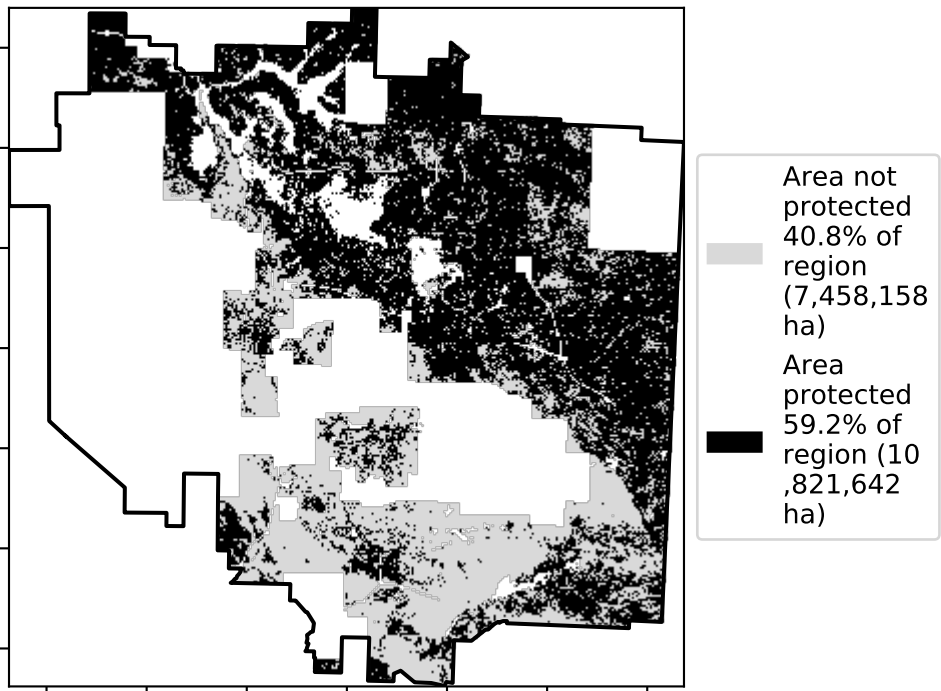 Area not
protected
40.8% of
region
(7,458,158
ha)
Area
protected
59.2% of
region (10
,821,642
ha)